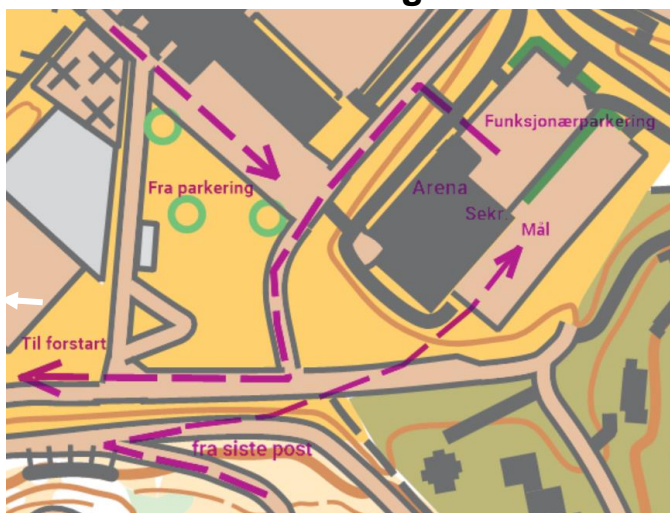 Funksjonærparkering
Fra parkering
Arena
Sekr.
Mål
Til forstart
fra siste post